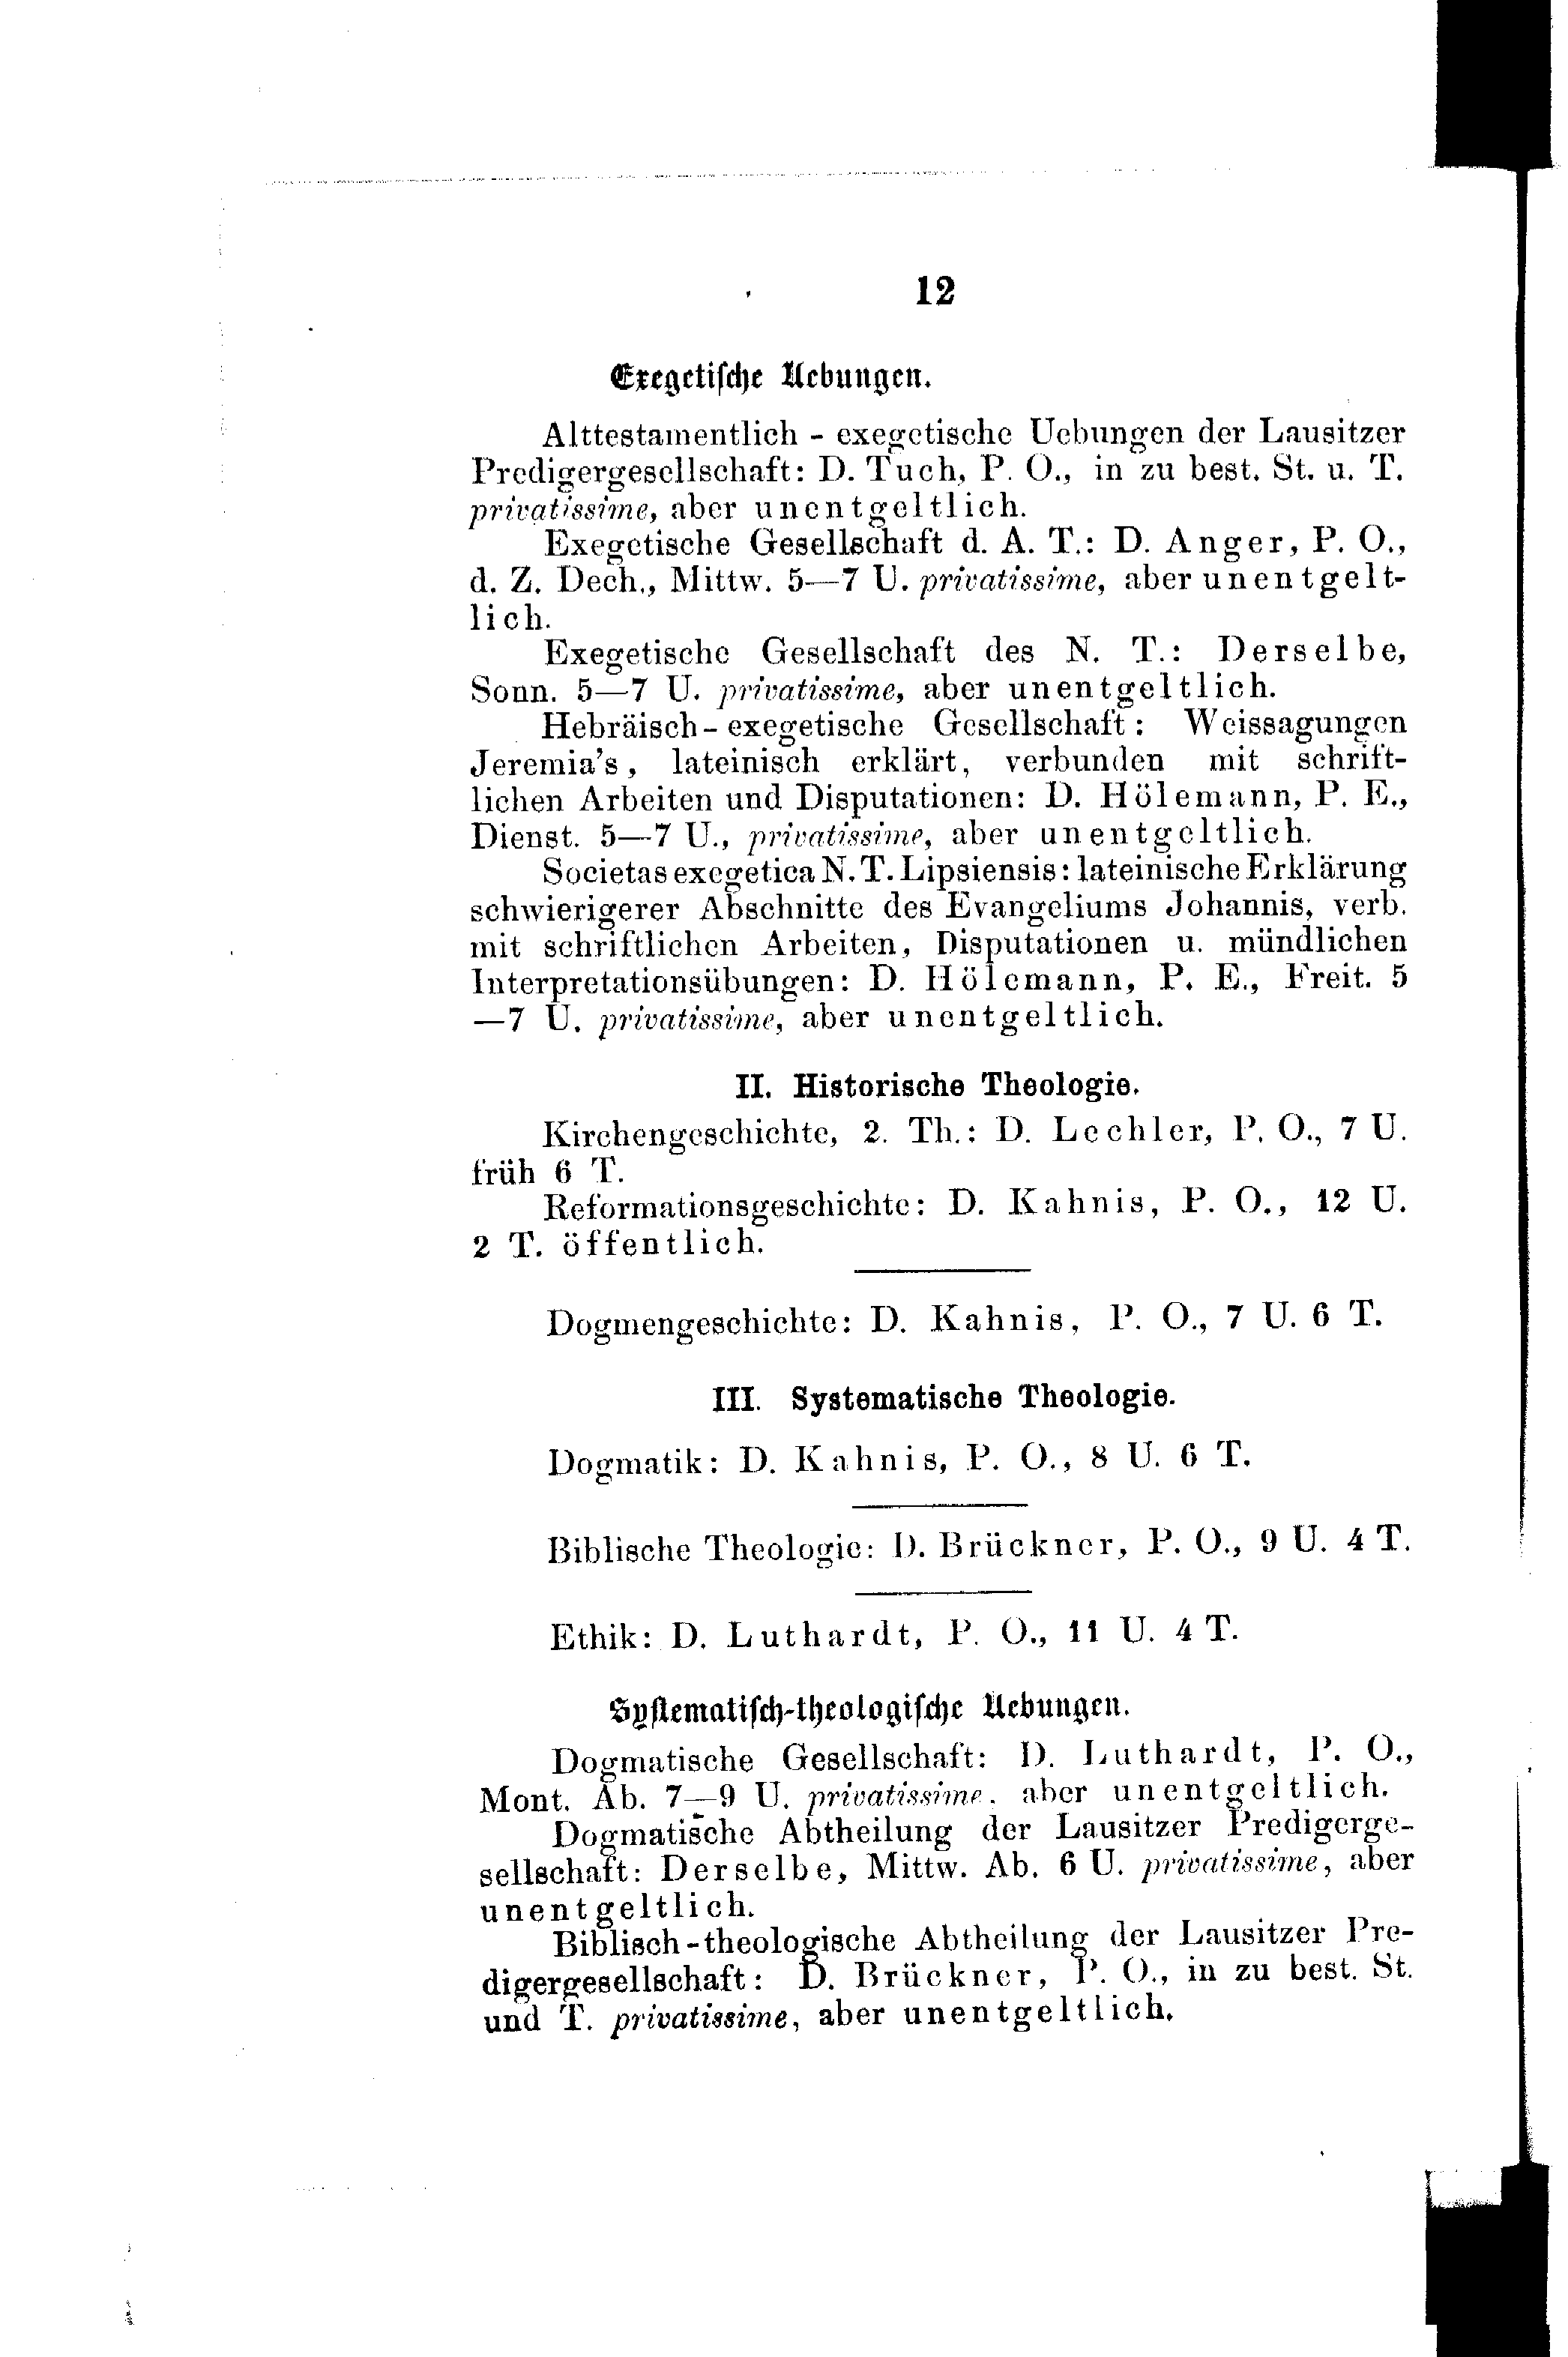 12
Exegetische Uebungen.
Alttestamentlich - exegetische Uebungen der Lausitzer
Predigergesellschaft: D. Tuch, P. O., in zu best. St. u. T.
privatissime, aber unentgeltlich.
Exegetische Gesellschaft d. A. T.: D. Anger, P. O.,
d. Z. Dech., Mittw. 5—7 U. privatissime, aber unentgelt-
lich.
Exegetische Gesellschaft des N. T.: Derselbe,
Sonn. 5—7 U. privatissime, aber unentgeltlich.
Hebräisch-exegetische Gesellschaft: Weissagungen
Jeremia's, lateinisch erklärt, verbunden mit schrift-
lichen Arbeiten und Disputationen: D. Hölemann, P. E.,
Dienst. 5—7 U., privatissime, aber unentgeltlich.
Societas exegetica N. T. Lipsiensis: lateinische Erklärung
schwierigerer Abschnitte des Evangeliums Johannis, verb.
mit schriftlichen Arbeiten, Disputationen u. mündlichen
Interpretationsübungen: D. Hölemann, P. E., Freit. 5
—7 U. privatissime, aber unentgeltlich.
II. Historische Theologie.
Kirchengeschichte, 2. Th.: D. Lechler, P. O., 7 U.
früh 6 T.
Reformationsgeschichte: D. Kahnis, P. O., 12 U.
2 T. öffentlich.
Dogmengeschichte: D. Kahnis, P. O., 7 U. 6 T.
III. Systematische Theologie.
Dogmatik: D. Kahnis, P. O., 8 U. 6 T.
Biblische Theologie: D. Brückner, P. O., 9 U. 4 T.
Ethik: D. Luthardt, P. O., 11 U. 4 T.
Systematisch-theologische Uebungen.
Dogmatische Gesellschaft: D. Luthardt, P. O.,
Mont. Ab. 7—9 U. privatissime, aber unentgeltlich.
Dogmatische Abtheilung der Lausitzer Predigerge-
sellschaft: Derselbe, Mittw. Ab. 6 U. privatissime, aber
unentgeltlich.
Biblisch-theologische Abtheilung der Lausitzer Pre-
digergesellschaft: D. Brückner, P. O., in zu best. St.
und T. privatissime, aber unentgeltlich.